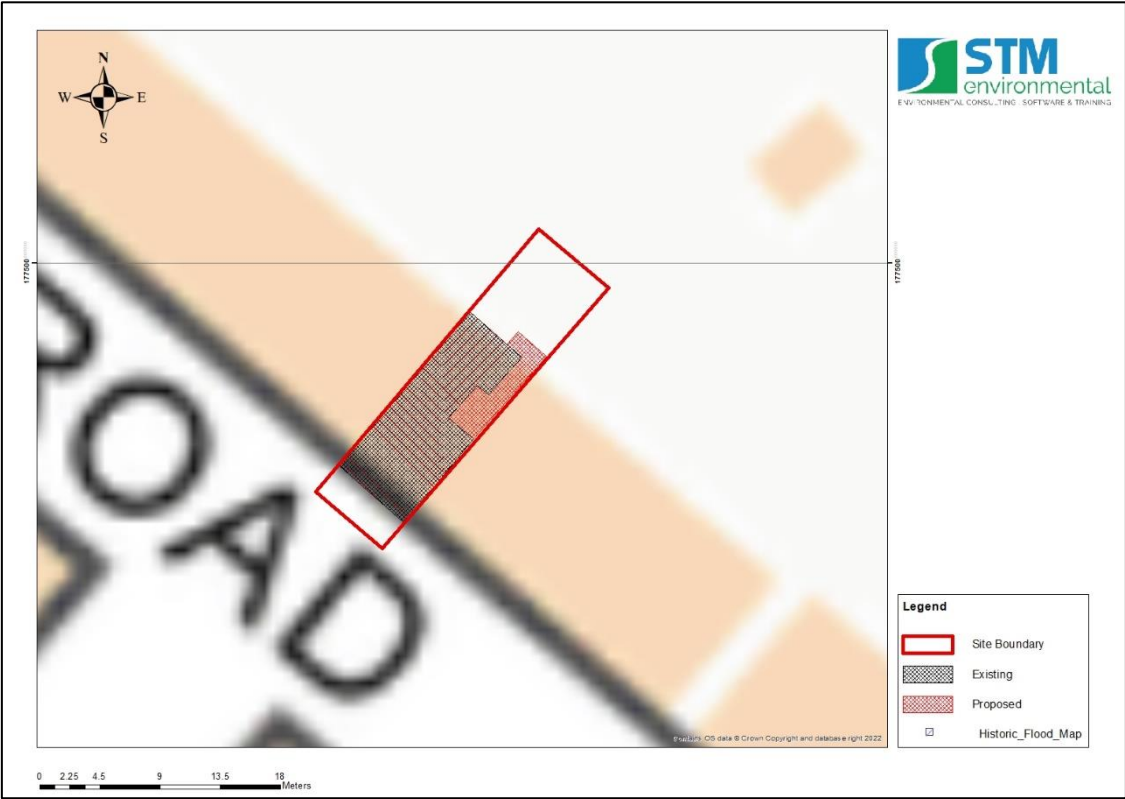 N
W E
S
STM
environmental
ENVIRONMENTAL CONSULTING | SOFTWARE & TRAINING
177500
177500
ROAD
Legend
Site Boundary
Existing
Proposed
Historic_Flood_Map
OS data © Crown Copyright and database right 2022
0 2.25 4.5 9 13.5 18
Meters